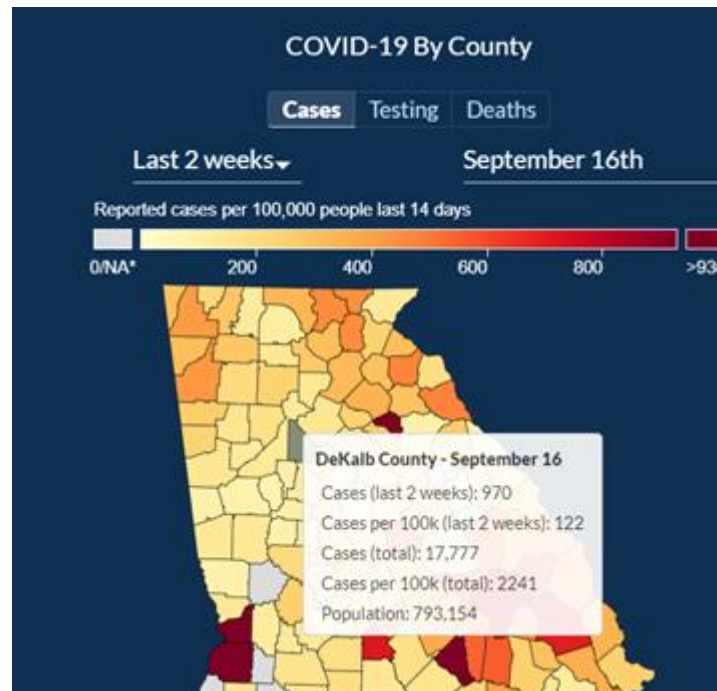 COVID-19 By County
Cases Testing Deaths
Last 2 weeks September 16th
Reported cases per 100,000 people last 14 days
0/NA* 200 400 600 800
DeKalb County - September 16
Cases (last 2 weeks): 970
Cases per 100k (last 2 weeks): 122
Cases (total): 17,777
Cases per 100k (total): 2241
Population: 793,154